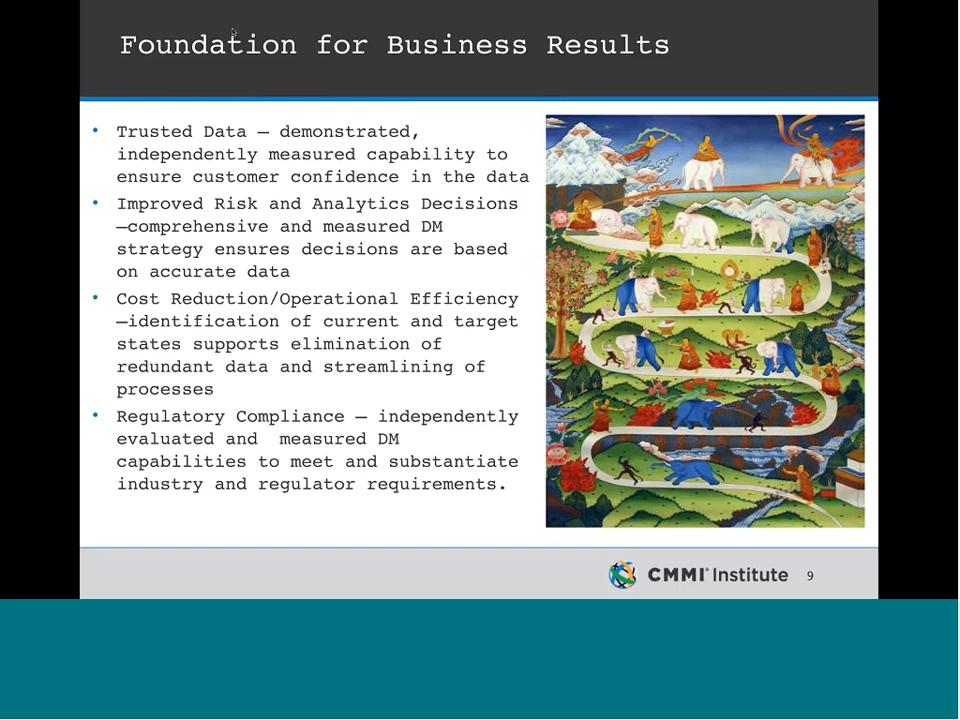 Foundation for Business Results
• Trusted Data – demonstrated,
independently measured capability to
ensure customer confidence in the data
• Improved Risk and Analytics Decisions
–comprehensive and measured DM
strategy ensures decisions are based
on accurate data
• Cost Reduction/Operational Efficiency
–identification of current and target
states supports elimination of
redundant data and streamlining of
processes
• Regulatory Compliance – independently
evaluated and  measured DM
capabilities to meet and substantiate
industry and regulator requirements.
CMMI® Institute 9